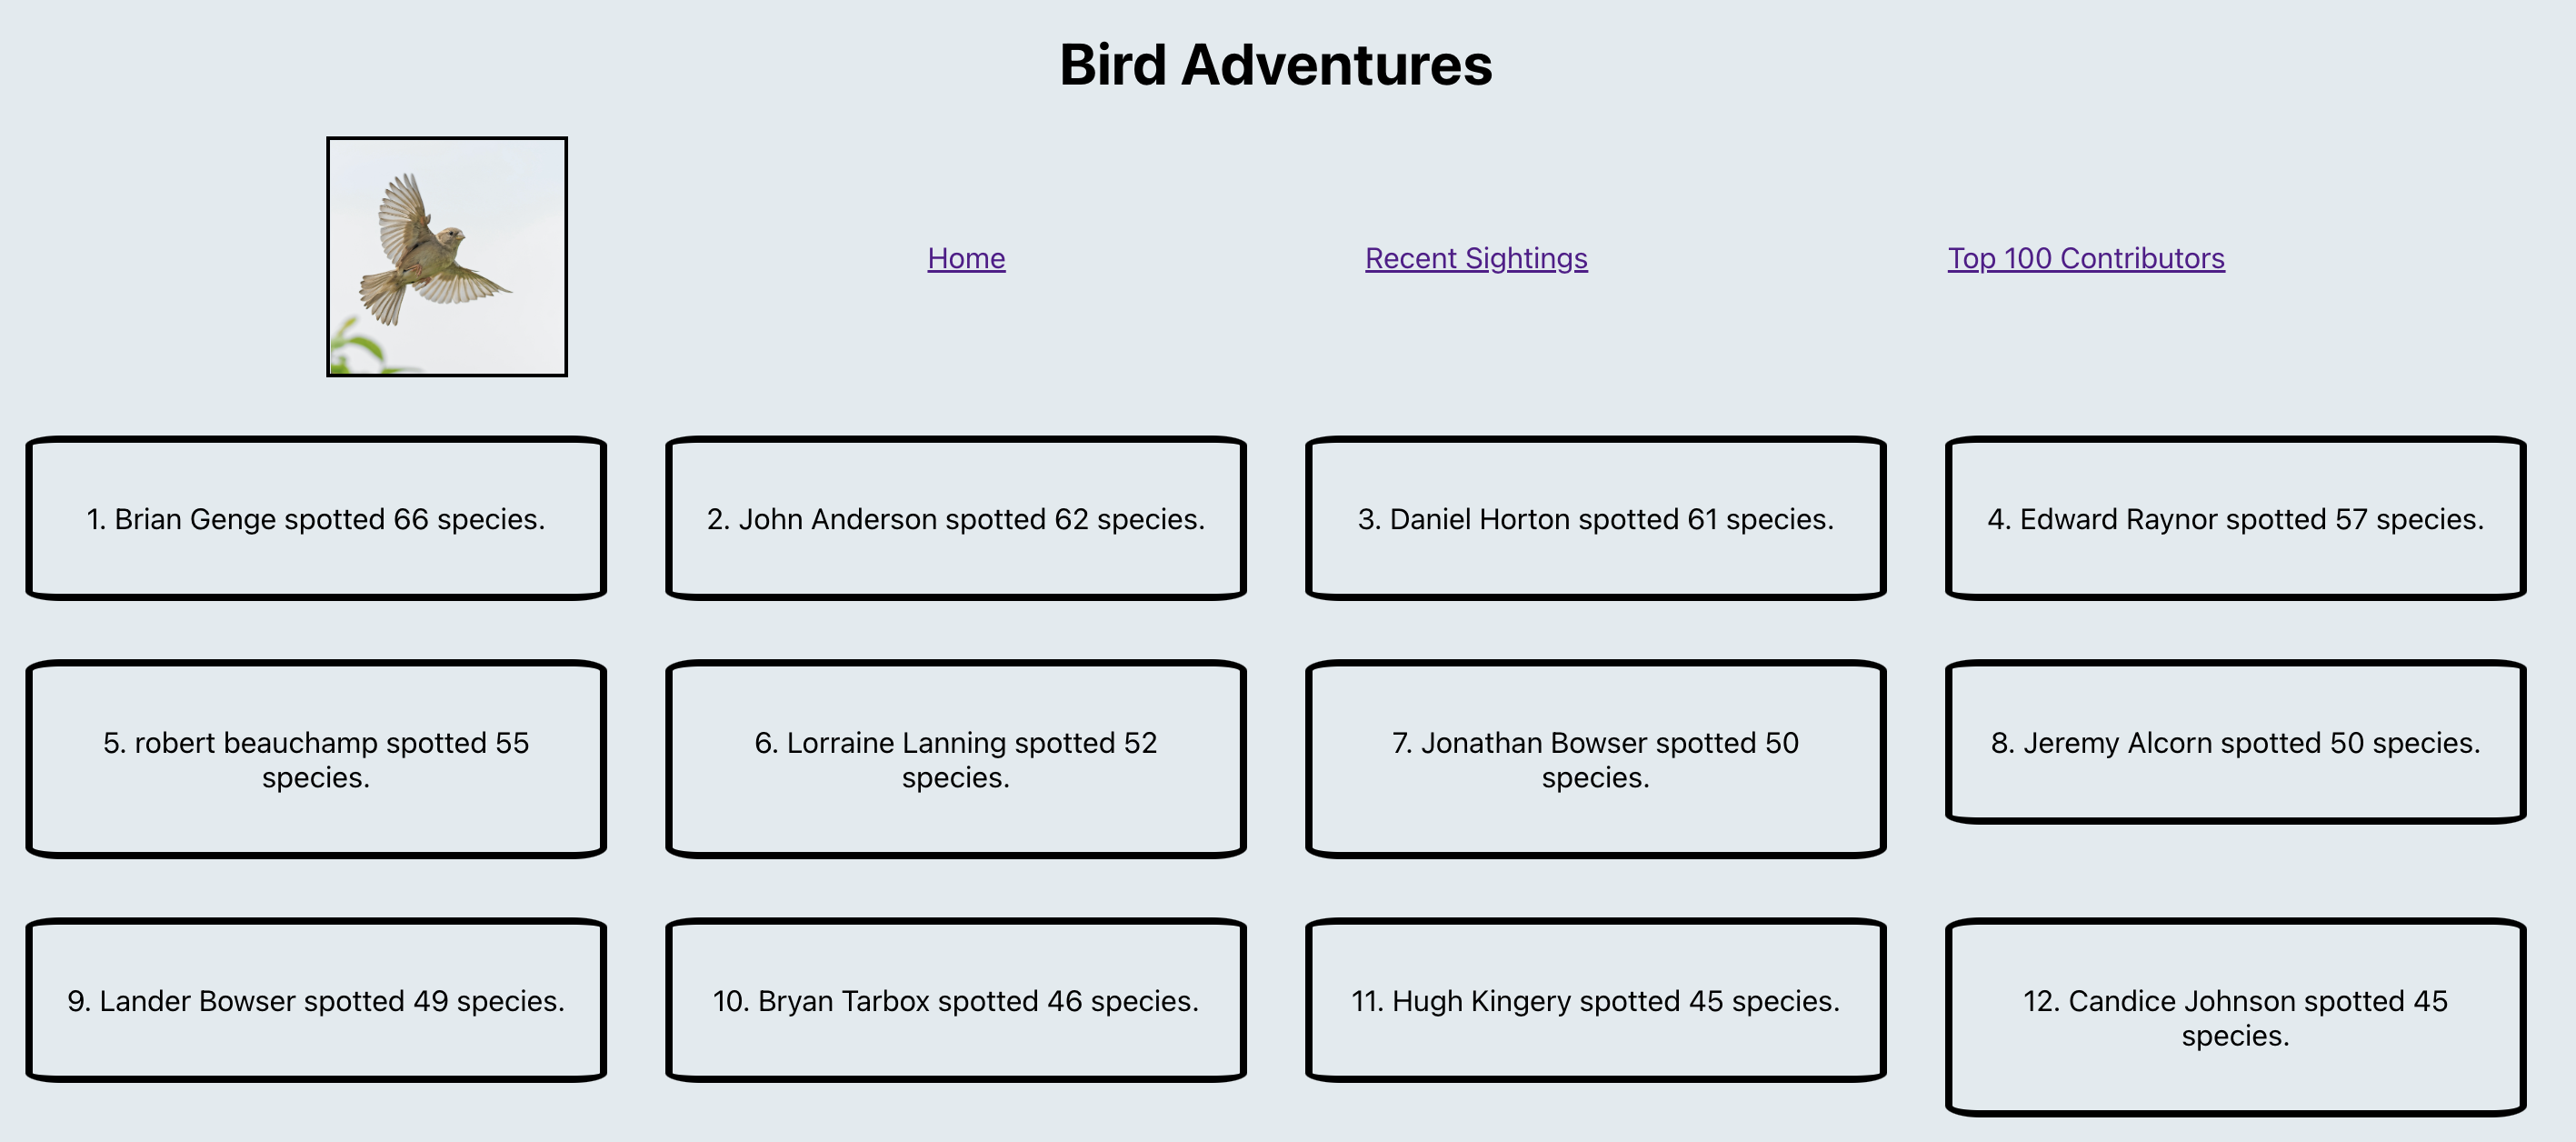 Bird Adventures
Home
Recent Sightings
Top 100 Contributors
1. Brian Genge spotted 66 species.
2. John Anderson spotted 62 species.
3. Daniel Horton spotted 61 species.
4. Edward Raynor spotted 57 species.
5. robert beauchamp spotted 55
species.
6. Lorraine Lanning spotted 52
species.
7. Jonathan Bowser spotted 50
species.
8. Jeremy Alcorn spotted 50 species.
9. Lander Bowser spotted 49 species.
10. Bryan Tarbox spotted 46 species.
11. Hugh Kingery spotted 45 species.
12. Candice Johnson spotted 45
species.